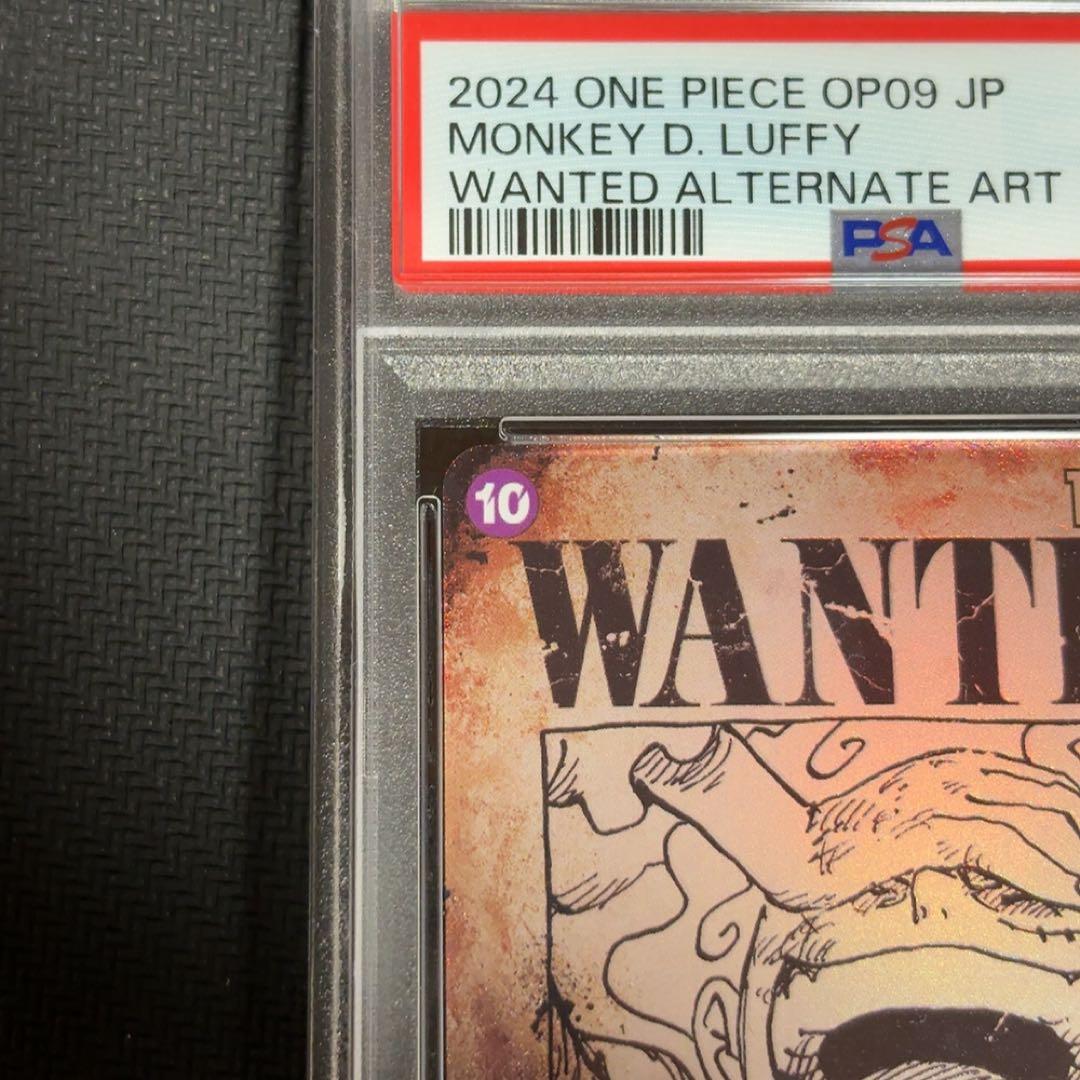 2024 ONE PIECE OP09 JP
MONKEY D. LUFFY
WANTED ALTERNATE ART
PSA
10
WANT